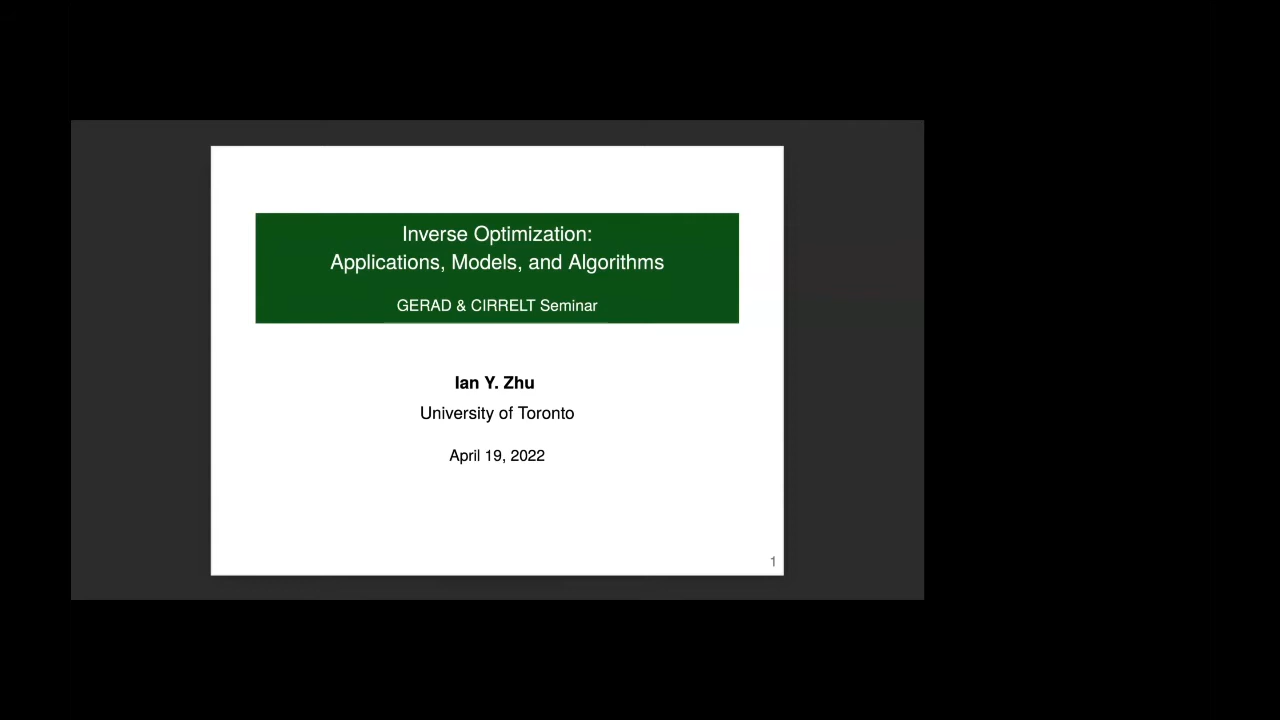 Inverse Optimization:
Applications, Models, and Algorithms
GERAD & CIRRELT Seminar
Ian Y. Zhu
University of Toronto
April 19, 2022
1